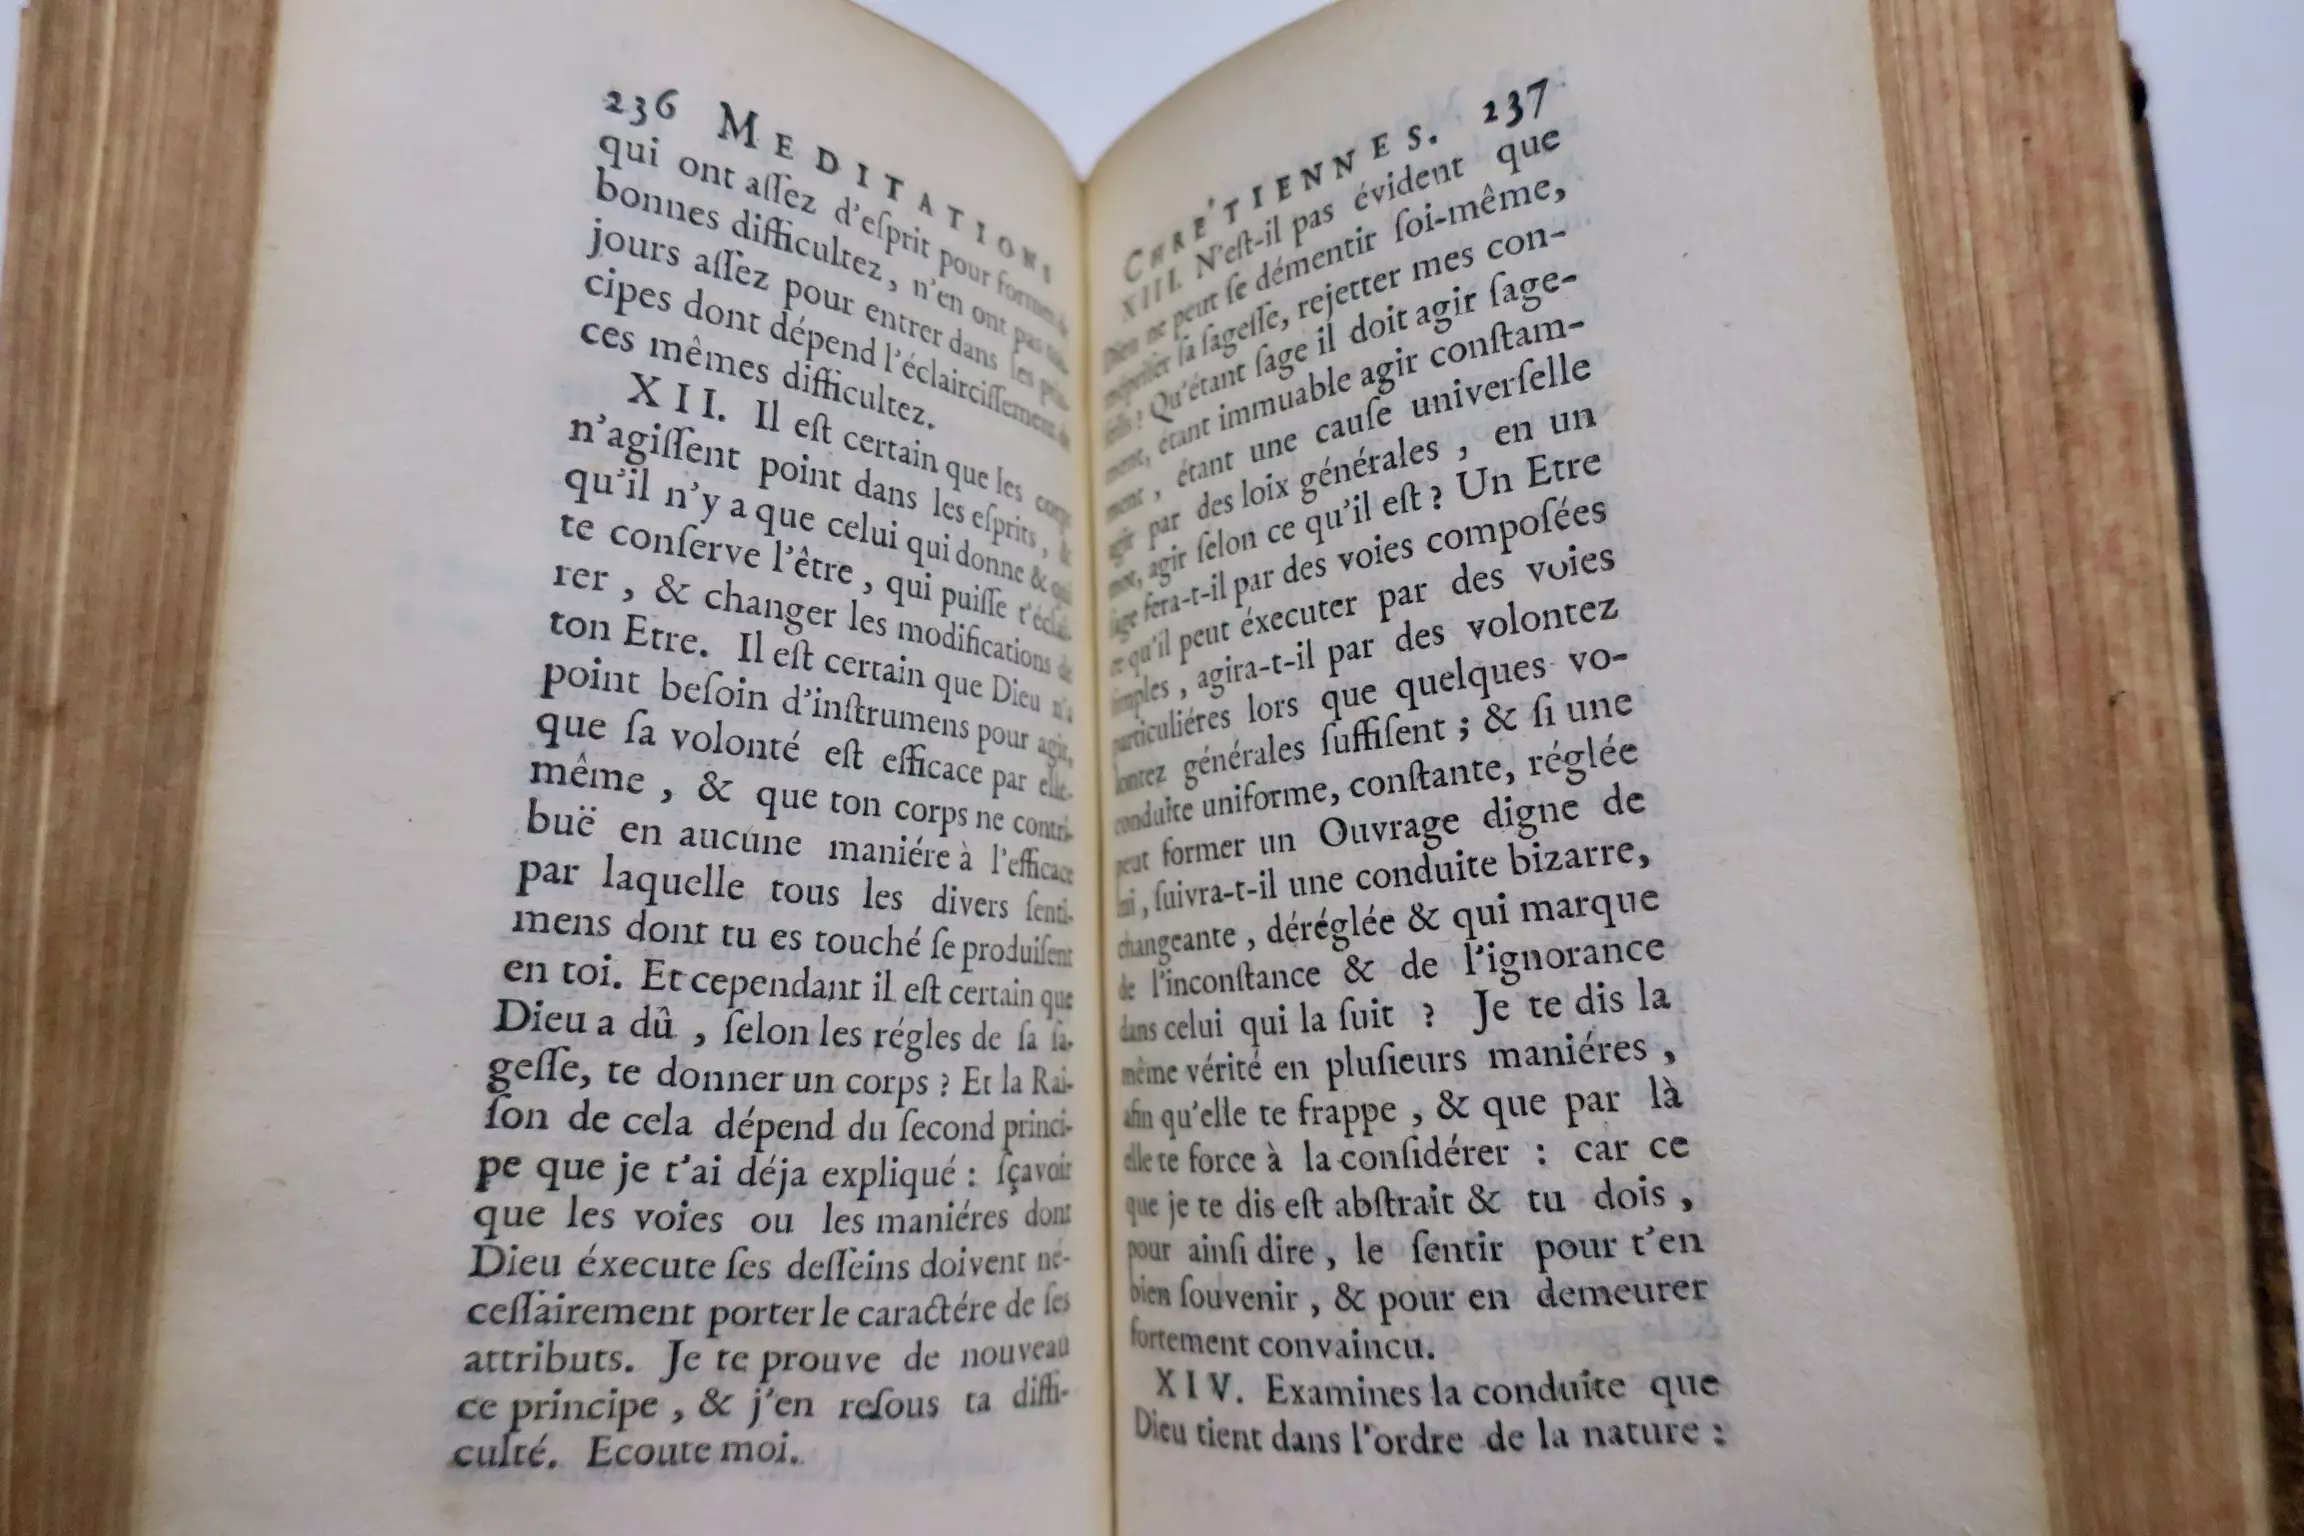 236 MEDITATIONS
qui ont aſſez d'eſprit pour former de
bonnes difficultez, n'en ont pas toû-
jours aſſez pour entrer dans les prin-
cipes dont dépend l'éclairciſſement de
ces mêmes difficultez.
XII. Il eſt certain que les corps
n'agiſſent point dans les eſprits, &
qu'il n'y a que celui qui donne & qui
te conſerve l'être, qui puiſſe t'éclai-
rer, & changer les modifications de
ton Etre. Il eſt certain que Dieu n'a
point beſoin d'inſtrumens pour agir,
que ſa volonté eſt efficace par elle-
même, & que ton corps ne contri-
buë en aucune maniére à l'efficace
par laquelle tous les divers ſenti-
mens dont tu es touché ſe produiſent
en toi. Et cependant il eſt certain que
Dieu a dû, ſelon les régles de ſa ſa-
geſſe, te donner un corps? Et la Rai-
ſon de cela dépend du ſecond princi-
pe que je t'ai déja expliqué: ſçavoir
que les voies ou les maniéres dont
Dieu éxecute ſes deſſeins doivent né-
ceſſairement porter le caractére de ſes
attributs. Je te prouve de nouveau
ce principe, & j'en reſous ta diffi-
culté. Ecoute moi.
CHRE'TIENNES. 237
XIII. N'eſt-il pas évident que
Dieu ne peut ſe démentir ſoi-même,
mépriſer ſa ſageſſe, rejetter mes con-
ſeils? Qu'étant ſage il doit agir ſage-
ment, étant immuable agir conſtam-
ment, étant une cauſe univerſelle
agir par des loix générales, en un
mot, agir ſelon ce qu'il eſt? Un Etre
ſage fera-t-il par des voies compoſées
ce qu'il peut éxecuter par des voies
ſimples, agira-t-il par des volontez
particuliéres lors que quelques vo-
lontez générales ſuffiſent; & ſi une
conduite uniforme, conſtante, réglée
peut former un Ouvrage digne de
lui, ſuivra-t-il une conduite bizarre,
changeante, déréglée & qui marque
de l'inconſtance & de l'ignorance
dans celui qui la ſuit? Je te dis la
même vérité en pluſieurs maniéres,
afin qu'elle te frappe, & que par là
elle te force à la conſidérer: car ce
que je te dis eſt abſtrait & tu dois,
pour ainſi dire, le ſentir pour t'en
bien ſouvenir, & pour en demeurer
fortement convaincu.
XIV. Examines la conduite que
Dieu tient dans l'ordre de la nature: